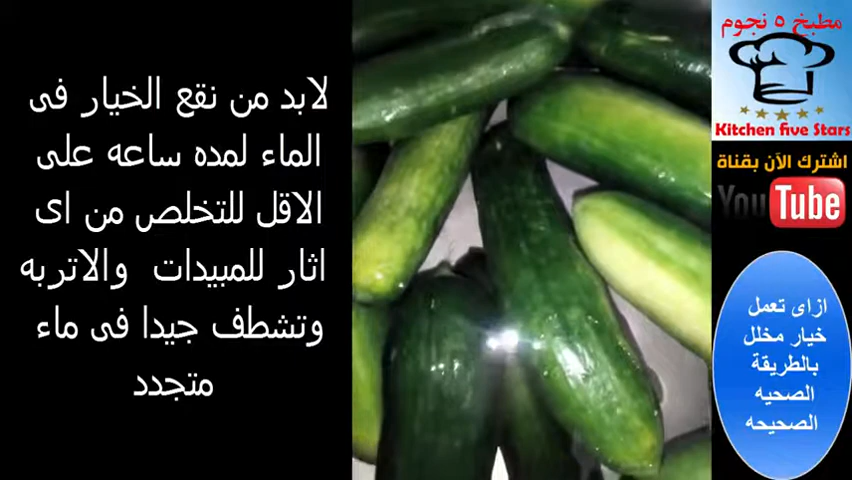 لابد من نقع الخيار فى
الماء لمده ساعه على
الاقل للتخلص من اى
اثار للمبيدات والاتربه
وتشطف جيدا فى ماء
متجدد
مطبخ ٥ نجوم
Kitchen five Stars
اشترك الآن بقناة
YouTube
ازاى تعمل
خيار مخلل
بالطريقة
الصحيه
الصحيحه